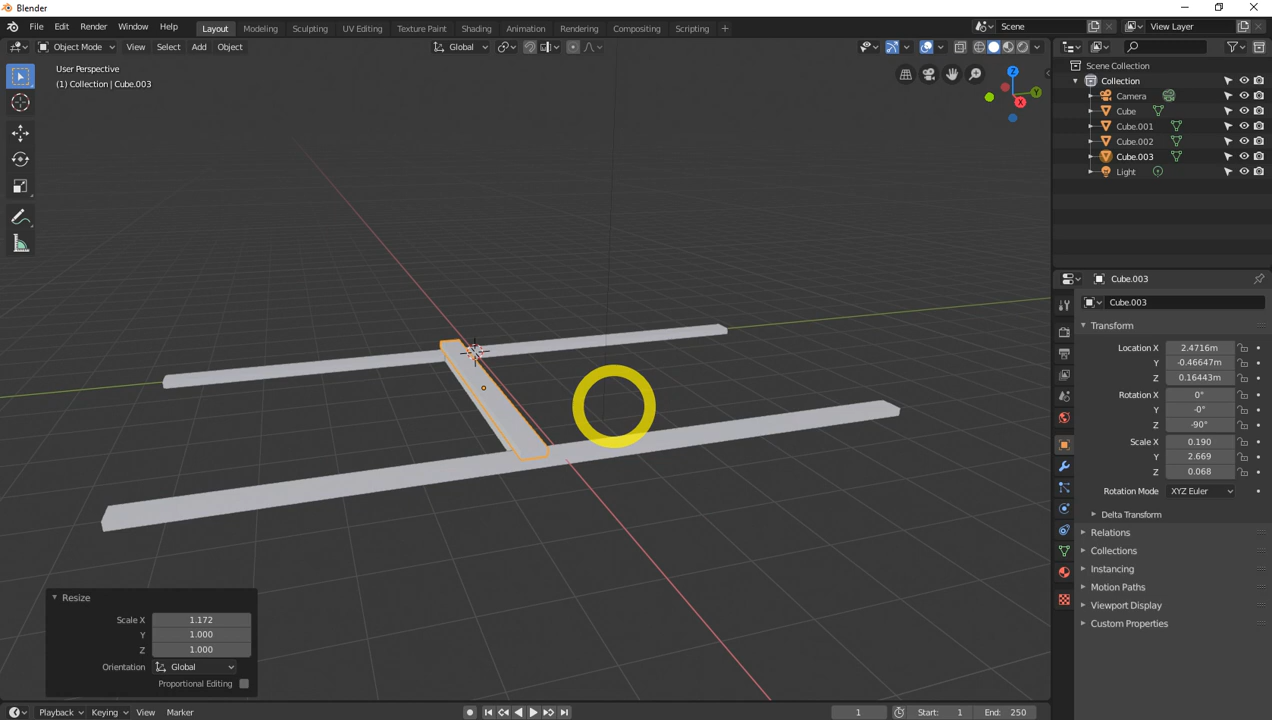 Blender
File Edit Render Window Help Layout Modeling Sculpting UV Editing Texture Paint Shading Animation Rendering Compositing Scripting + Scene View Layer
Object Mode View Select Add Object Global
User Perspective
(1) Collection | Cube.003
Z
Y
X
Scene Collection
Collection
Camera
Cube
Cube.001
Cube.002
Cube.003
Light
Cube.003
Cube.003
Transform
Location X 2.4716m
Y -0.46647m
Z 0.16443m
Rotation X 0°
Y -0°
Z -90°
Scale X 0.190
Y 2.669
Z 0.068
Rotation Mode XYZ Euler
Delta Transform
Relations
Collections
Instancing
Motion Paths
Viewport Display
Custom Properties
Resize
Scale X 1.172
Y 1.000
Z 1.000
Orientation Global
Proportional Editing
Playback Keying View Marker 1 Start: 1 End: 250